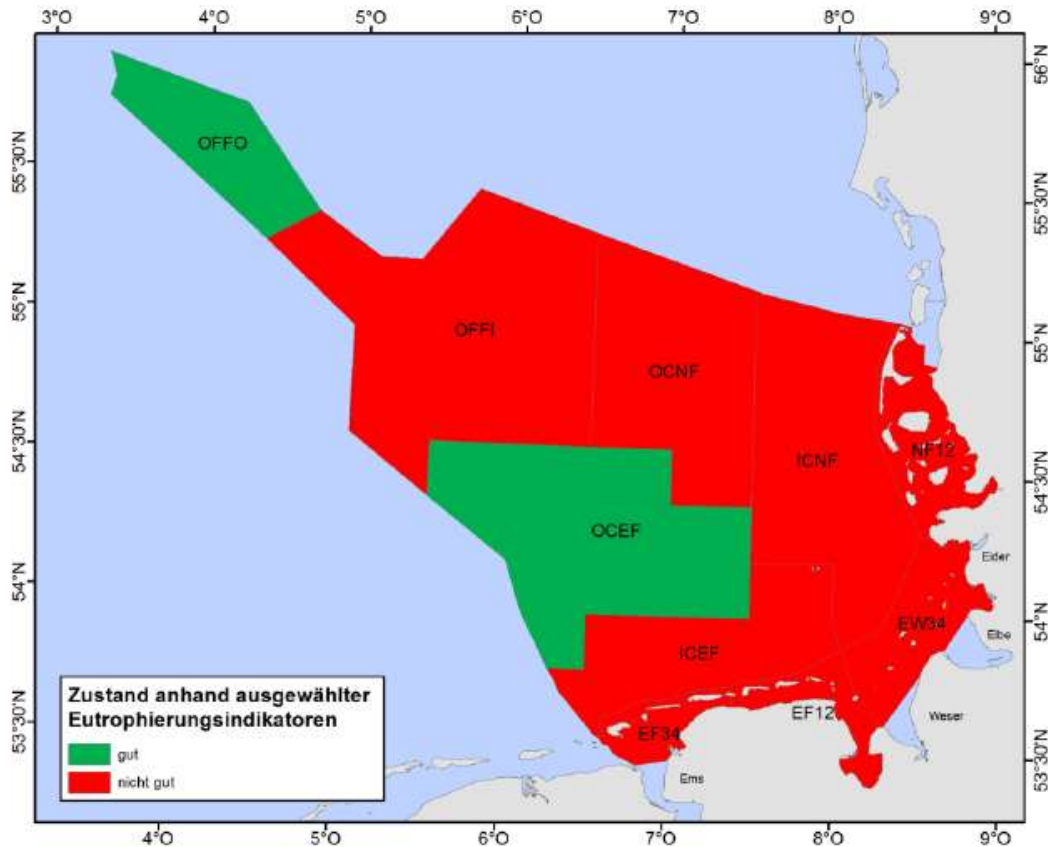 3°O 4°O 5°O 6°O 7°O 8°O 9°O
56°N
55°30'N
55°30'N
55°N
55°N
54°30'N
54°30'N
54°N
54°N
53°30'N
53°30'N
OFFO
OFFI
OCNF
ICNF
NF12
OCEF
Eider
EW34
Elbe
ICEF
EF12
Weser
EF34
Ems
Zustand anhand ausgewählter
Eutrophierungsindikatoren
gut
nicht gut
4°O 5°O 6°O 7°O 8°O 9°O